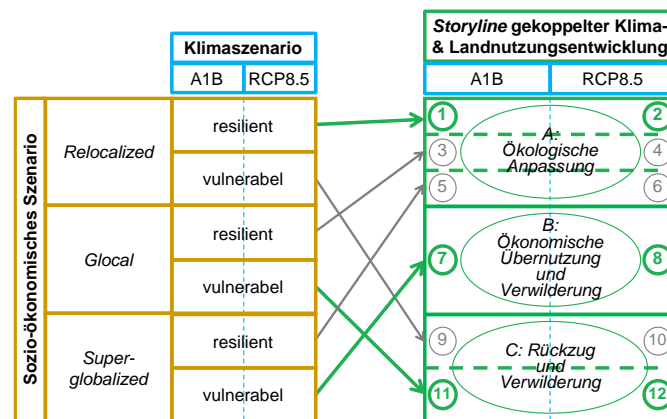 Klimaszenario
A1B RCP8.5
Storyline gekoppelter Klima-
& Landnutzungsentwicklung
A1B RCP8.5
Sozio-ökonomisches Szenario
Relocalized
resilient
vulnerabel
Glocal
resilient
vulnerabel
Super-
globalized
resilient
vulnerabel
1 2
A:
3 4
Ökologische
Anpassung
5 6
B:
Ökonomische
7 8
Übernutzung
und
Verwilderung
9 10
C: Rückzug
und
Verwilderung
11 12